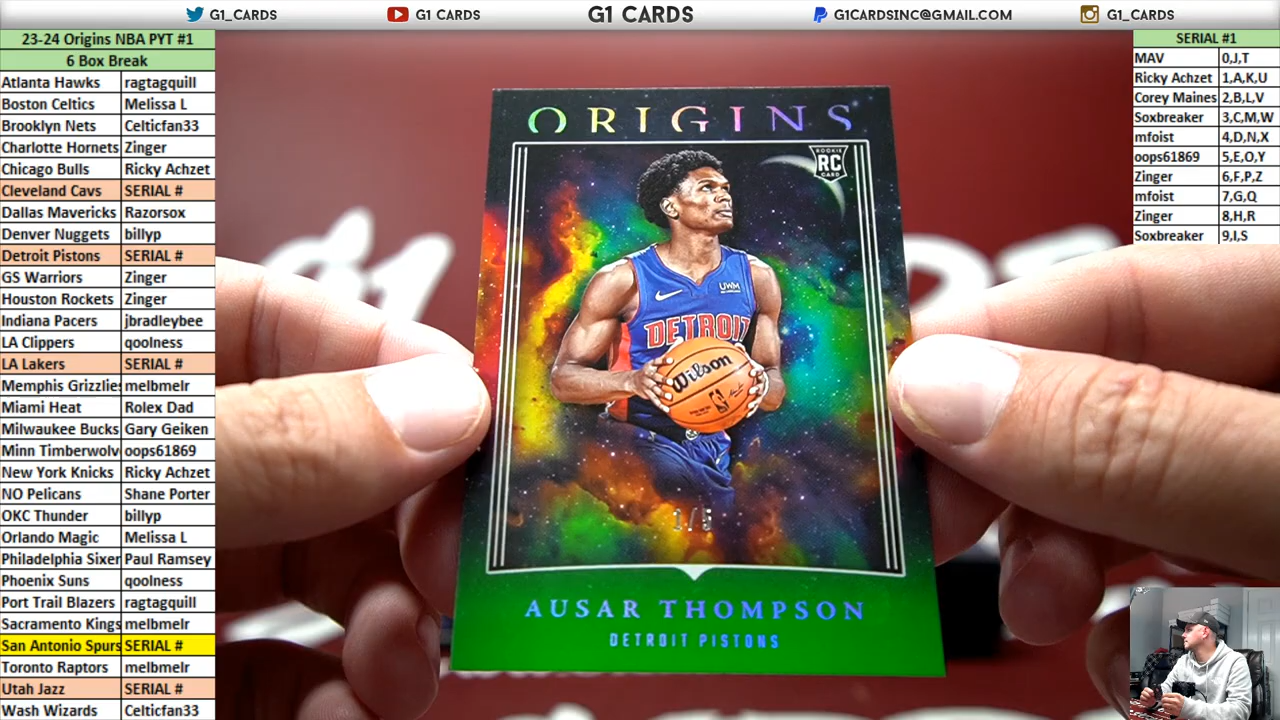 G1_CARDS
G1 CARDS
G1 CARDS
G1CARDSINC@GMAIL.COM
G1_CARDS
23-24 Origins NBA PYT #1
6 Box Break
Atlanta Hawks ragtagquill
Boston Celtics Melissa L
Brooklyn Nets Celticfan33
Charlotte Hornets Zinger
Chicago Bulls Ricky Achzet
Cleveland Cavs SERIAL #
Dallas Mavericks Razorsox
Denver Nuggets billyp
Detroit Pistons SERIAL #
GS Warriors Zinger
Houston Rockets Zinger
Indiana Pacers jbradleybee
LA Clippers qoolness
LA Lakers SERIAL #
Memphis Grizzlies melbmelr
Miami Heat Rolex Dad
Milwaukee Bucks Gary Geiken
Minn Timberwolv oops61869
New York Knicks Ricky Achzet
NO Pelicans Shane Porter
OKC Thunder billyp
Orlando Magic Melissa L
Philadelphia Sixer Paul Ramsey
Phoenix Suns qoolness
Port Trail Blazers ragtagquill
Sacramento Kings melbmelr
San Antonio Spurs SERIAL #
Toronto Raptors melbmelr
Utah Jazz SERIAL #
Wash Wizards Celticfan33
ORIGINS
ROOKIE
RC
CARD
UWM
DETROIT
Wilson
1/5
AUSAR THOMPSON
DETROIT PISTONS
SERIAL #1
MAV 0,J,T
Ricky Achzet 1,A,K,U
Corey Maines 2,B,L,V
Soxbreaker 3,C,M,W
mfoist 4,D,N,X
oops61869 5,E,O,Y
Zinger 6,F,P,Z
mfoist 7,G,Q
Zinger 8,H,R
Soxbreaker 9,I,S